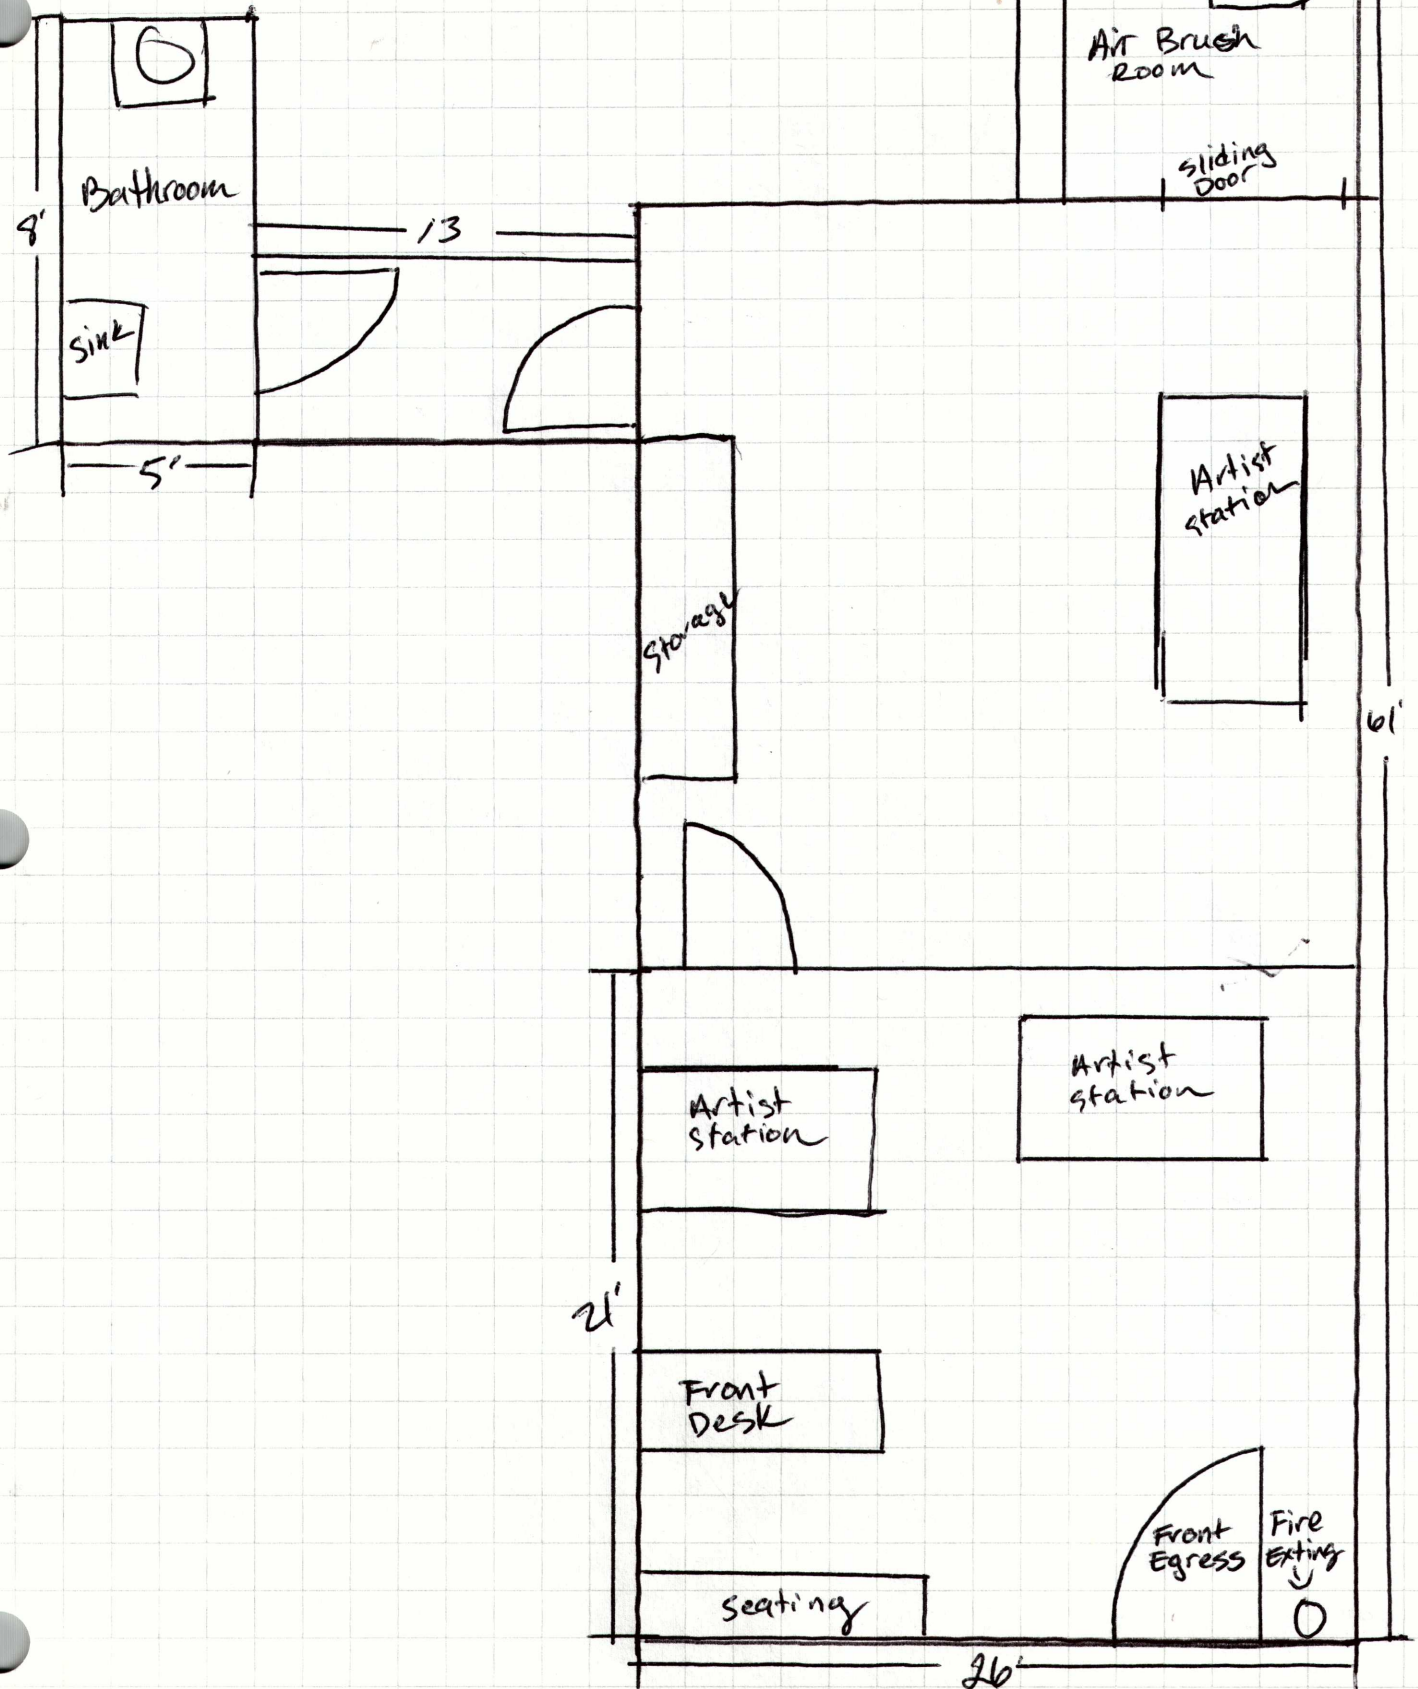 Air Brush
Room
sliding
Door
Bathroom
8'
13
sink
5'
Artist
station
Storage
61'
Artist
station
Artist
station
21'
Front
Desk
Front
Egress
Fire
Exting
seating
26'